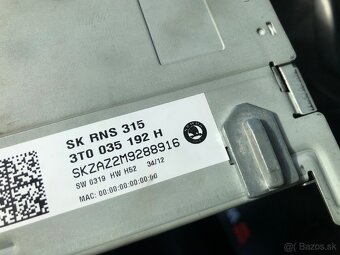 SK RNS 315
3T0 035 192 H
SKZAZ2M9288916
34/12
SW 0319 HW H52
MAC: 00:00:00:00:00:00
© bazar.sk